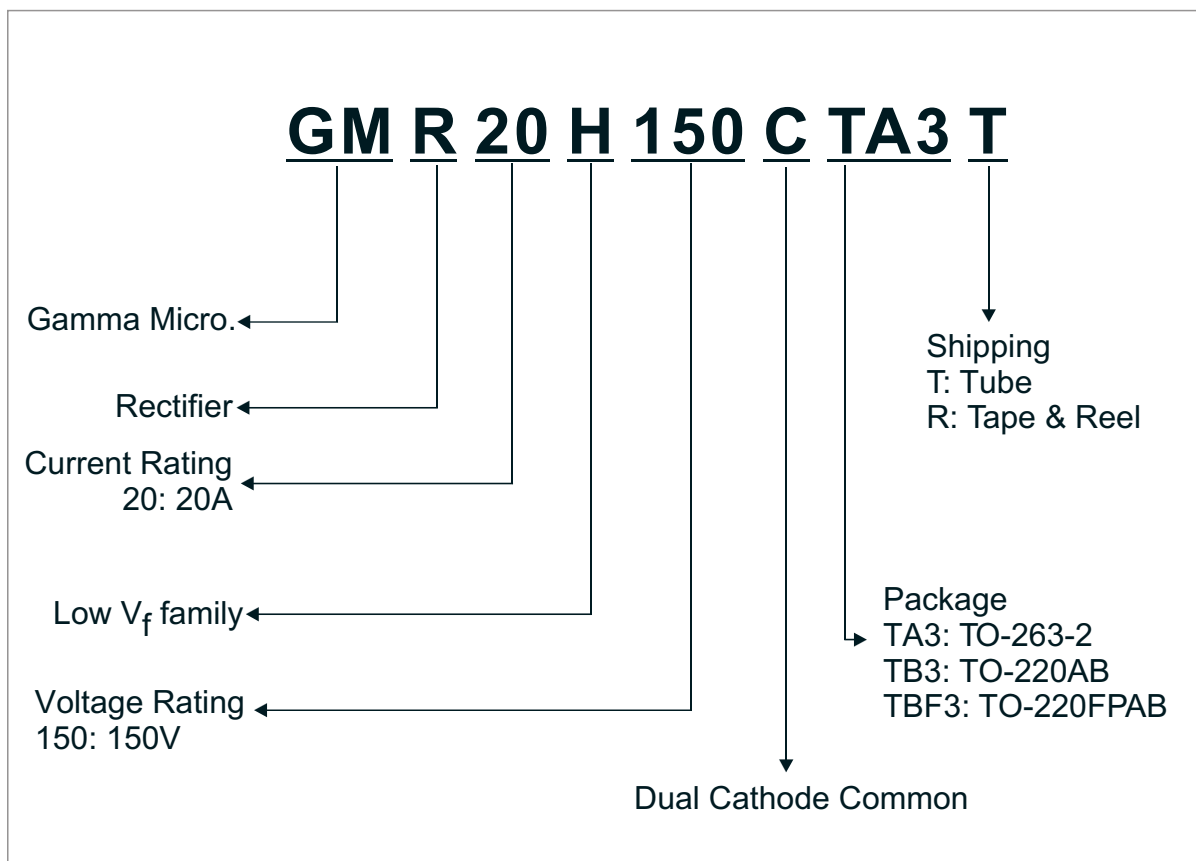 GM R 20 H 150 C TA3 T
Gamma Micro.
Rectifier
Current Rating
20: 20A
Low Vf family
Voltage Rating
150: 150V
Shipping
T: Tube
R: Tape & Reel
Package
TA3: TO-263-2
TB3: TO-220AB
TBF3: TO-220FPAB
Dual Cathode Common